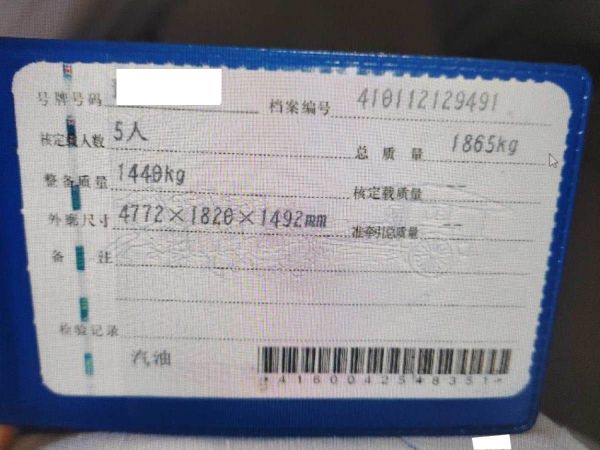 号牌号码 档案编号 410112129491
核定载人数 5人 总质量 1865kg
整备质量 1440kg 核定载质量 --
外廓尺寸 4772×1820×1492mm 准牵引总质量 --
备注
检验记录
汽油
*4160042548351*